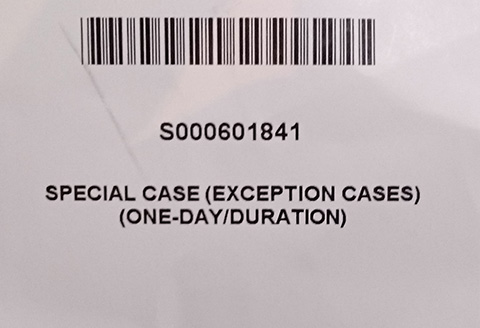 S000601841
SPECIAL CASE (EXCEPTION CASES)
(ONE-DAY/DURATION)